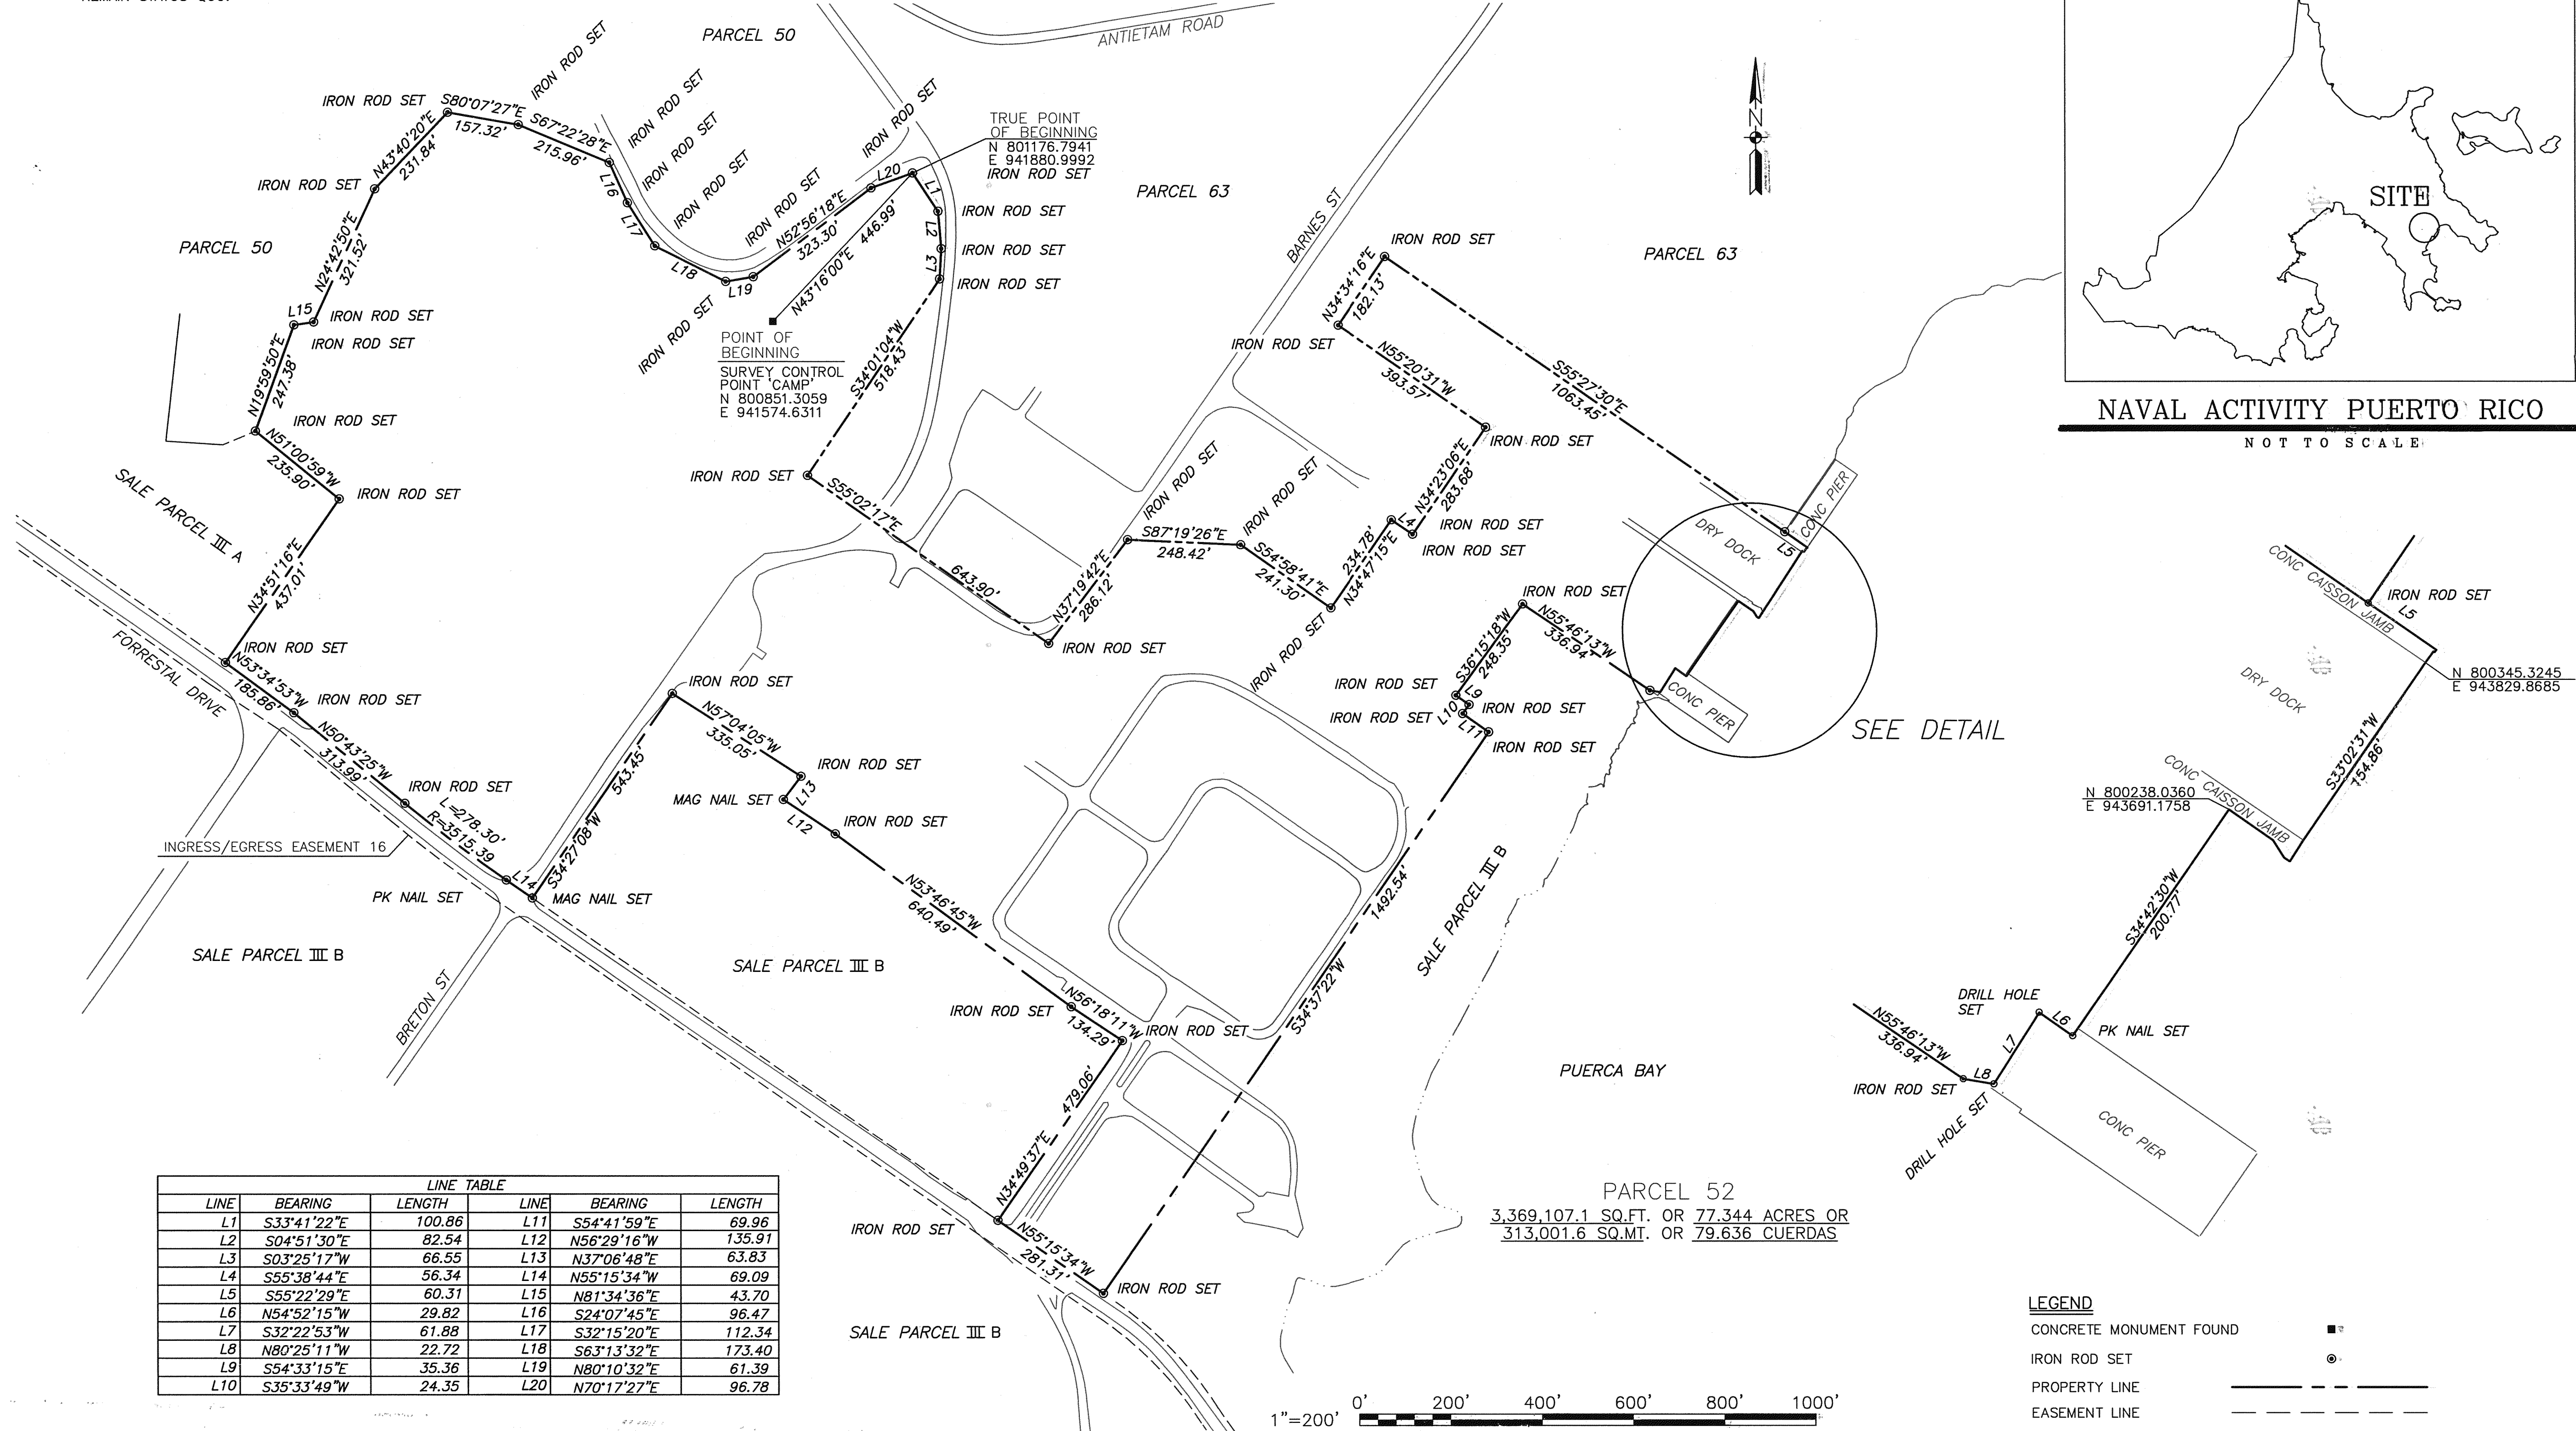 PARCEL 50
ANTIETAM ROAD
IRON ROD SET
IRON ROD SET
S80°07'27"E
157.32'
IRON ROD SET
S67°22'28"E
215.96'
IRON ROD SET
IRON ROD SET
IRON ROD SET
IRON ROD SET
IRON ROD SET
TRUE POINT
OF BEGINNING
N 801176.7941
E 941880.9992
IRON ROD SET
N43°40'20"E
231.84'
IRON ROD SET
L16
L17
L18
L19
L20
L1
L2
L3
N52°56'18"E
323.30'
N43°16'00"E 446.99'
IRON ROD SET
IRON ROD SET
IRON ROD SET
IRON ROD SET
PARCEL 63
BARNES ST
N
PARCEL 50
N24°42'50"E
321.52'
L15
IRON ROD SET
IRON ROD SET
N19°59'50"E
247.38'
IRON ROD SET
POINT OF
BEGINNING
SURVEY CONTROL
POINT 'CAMP'
N 800851.3059
E 941574.6311
S34°01'04"W
518.43'
IRON ROD SET
IRON ROD SET
PARCEL 63
N34°34'16"E
182.13'
IRON ROD SET
N55°20'31"W
393.57'
S55°27'30"E
1063.45'
IRON ROD SET
SITE
NAVAL ACTIVITY PUERTO RICO
NOT TO SCALE
N51°00'59"W
235.90'
IRON ROD SET
SALE PARCEL III A
N34°51'16"E
437.01'
IRON ROD SET
S55°02'17"E
643.90'
N37°19'42"E
286.12'
IRON ROD SET
IRON ROD SET
S87°19'26"E
248.42'
IRON ROD SET
S54°58'41"E
241.30'
IRON ROD SET
234.78'
N34°47'15"E
L4
N34°23'06"E
283.68'
IRON ROD SET
IRON ROD SET
DRY DOCK
CONC PIER
L5
IRON ROD SET
S36°15'18"W
248.35'
N55°46'13"W
336.94'
IRON ROD SET
L9
IRON ROD SET
IRON ROD SET
L10
L11
IRON ROD SET
CONC PIER
SEE DETAIL
CONC CAISSON JAMB
IRON ROD SET
L5
DRY DOCK
N 800345.3245
E 943829.8685
S33°02'31"W
154.86'
CONC CAISSON JAMB
N 800238.0360
E 943691.1758
S34°42'30"W
200.77'
DRILL HOLE
SET
L6
PK NAIL SET
L7
N55°46'13"W
336.94'
L8
IRON ROD SET
DRILL HOLE SET
CONC PIER
FORRESTAL DRIVE
IRON ROD SET
N53°34'53"W
185.86'
IRON ROD SET
N50°43'25"W
313.99'
IRON ROD SET
L=278.30'
R=3515.39
INGRESS/EGRESS EASEMENT 16
PK NAIL SET
L14
MAG NAIL SET
543.45'
S34°27'08"W
IRON ROD SET
N57°04'05"W
335.05'
IRON ROD SET
MAG NAIL SET
L13
L12
IRON ROD SET
N53°46'45"W
640.49'
SALE PARCEL III B
BRETON ST
SALE PARCEL III B
IRON ROD SET
N56°18'11"W
134.29'
IRON ROD SET
479.06'
N34°49'37"E
1492.54'
S34°37'22"W
SALE PARCEL III B
PUERCA BAY
IRON ROD SET
N55°15'34"W
281.31'
IRON ROD SET
SALE PARCEL III B
PARCEL 52
3,369,107.1 SQ.FT. OR 77.344 ACRES OR
313,001.6 SQ.MT. OR 79.636 CUERDAS
LINE TABLE
LINE BEARING LENGTH LINE BEARING LENGTH
L1 S33°41'22"E 100.86 L11 S54°41'59"E 69.96
L2 S04°51'30"E 82.54 L12 N56°29'16"W 135.91
L3 S03°25'17"W 66.55 L13 N37°06'48"E 63.83
L4 S55°38'44"E 56.34 L14 N55°15'34"W 69.09
L5 S55°22'29"E 60.31 L15 N81°34'36"E 43.70
L6 N54°52'15"W 29.82 L16 S24°07'45"E 96.47
L7 S32°22'53"W 61.88 L17 S32°15'20"E 112.34
L8 N80°25'11"W 22.72 L18 S63°13'32"E 173.40
L9 S54°33'15"E 35.36 L19 N80°10'32"E 61.39
L10 S35°33'49"W 24.35 L20 N70°17'27"E 96.78
0' 200' 400' 600' 800' 1000'
1"=200'
LEGEND
CONCRETE MONUMENT FOUND
IRON ROD SET
PROPERTY LINE
EASEMENT LINE